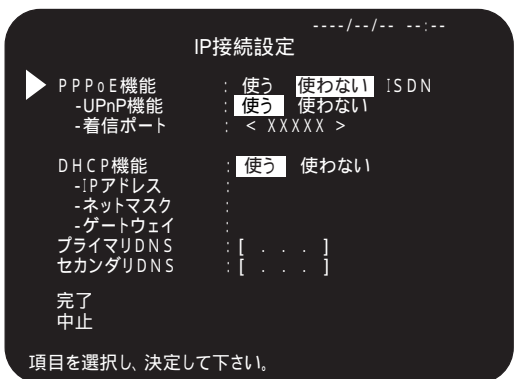 ----/--/-- --:--
IP接続設定
PPPoE機能 : 使う 使わない ISDN
-UPnP機能 : 使う 使わない
-着信ポート : < XXXXX >
DHCP機能 : 使う 使わない
-IPアドレス :
-ネットマスク :
-ゲートウェイ :
プライマリDNS : [ . . . ]
セカンダリDNS : [ . . . ]
完了
中止
項目を選択し、決定して下さい。